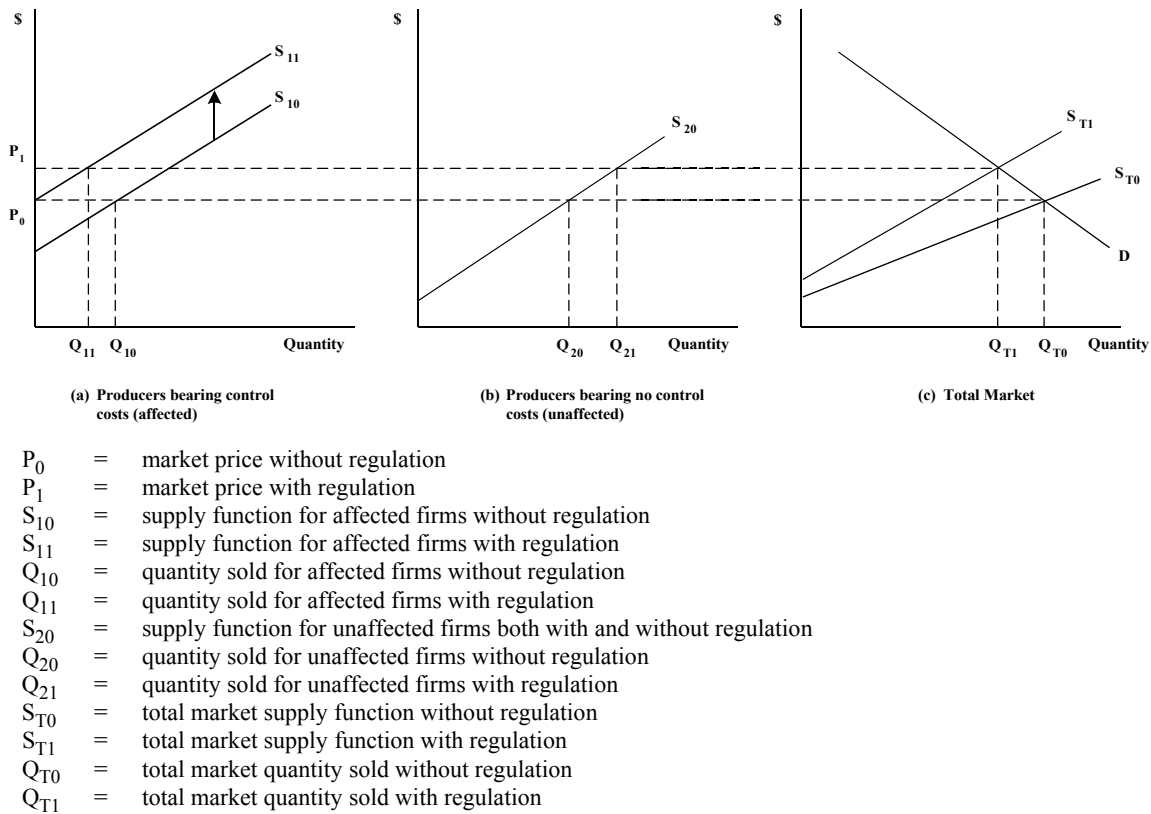 $ $ $
S11
S10
S20
ST1
ST0
P1
P0
D
Q11 Q10 Quantity Q20 Q21 Quantity QT1 QT0 Quantity
(a) Producers bearing control
costs (affected)
(b) Producers bearing no control
costs (unaffected)
(c) Total Market
P0 = market price without regulation
P1 = market price with regulation
S10 = supply function for affected firms without regulation
S11 = supply function for affected firms with regulation
Q10 = quantity sold for affected firms without regulation
Q11 = quantity sold for affected firms with regulation
S20 = supply function for unaffected firms both with and without regulation
Q20 = quantity sold for unaffected firms without regulation
Q21 = quantity sold for unaffected firms with regulation
ST0 = total market supply function without regulation
ST1 = total market supply function with regulation
QT0 = total market quantity sold without regulation
QT1 = total market quantity sold with regulation